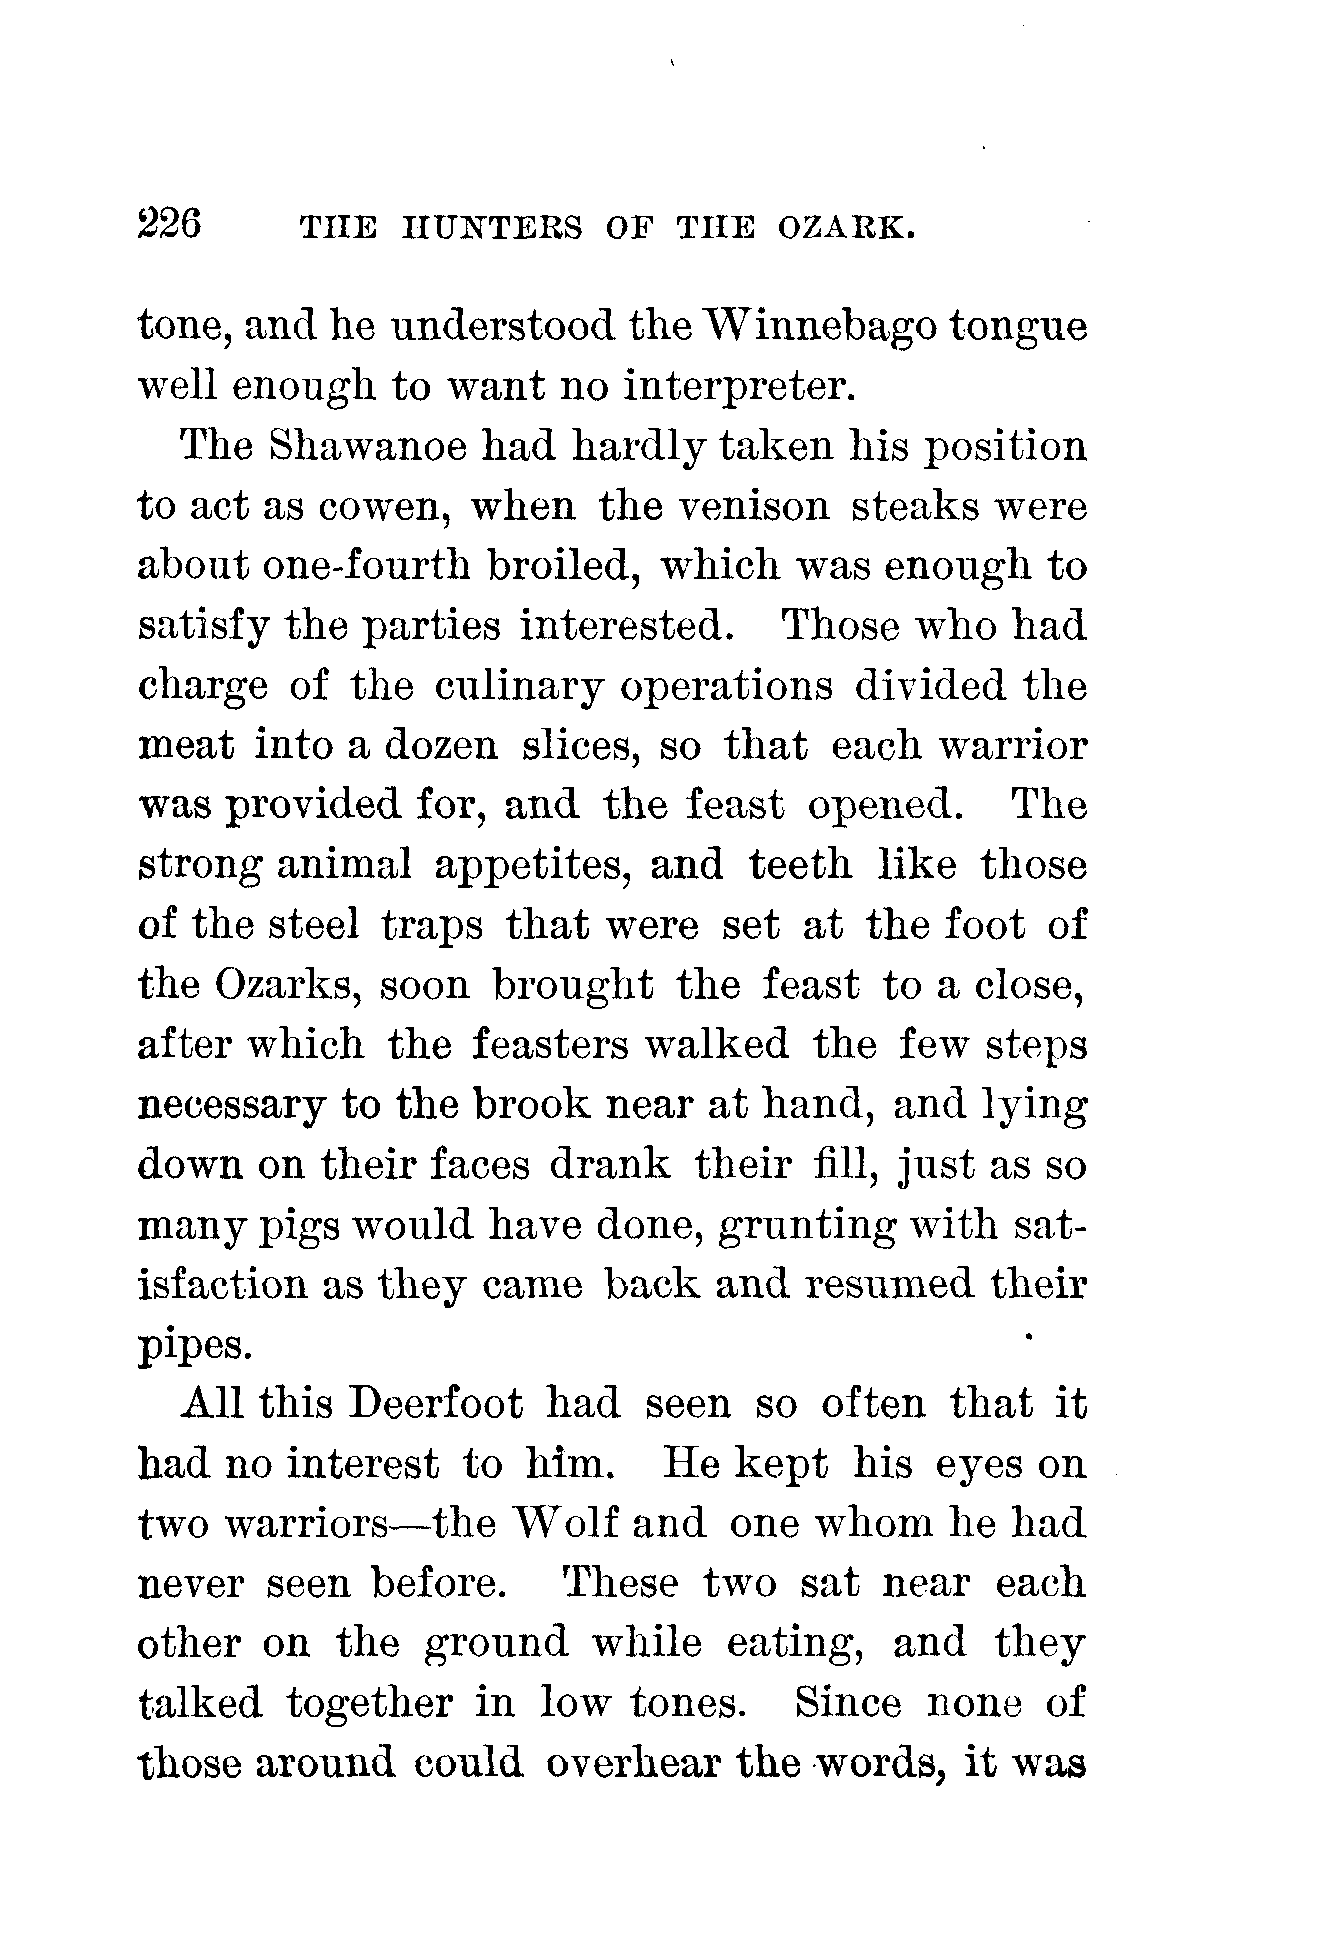 226 THE HUNTERS OF THE OZARK.
tone, and he understood the Winnebago tongue
well enough to want no interpreter.
The Shawanoe had hardly taken his position
to act as cowen, when the venison steaks were
about one-fourth broiled, which was enough to
satisfy the parties interested. Those who had
charge of the culinary operations divided the
meat into a dozen slices, so that each warrior
was provided for, and the feast opened. The
strong animal appetites, and teeth like those
of the steel traps that were set at the foot of
the Ozarks, soon brought the feast to a close,
after which the feasters walked the few steps
necessary to the brook near at hand, and lying
down on their faces drank their fill, just as so
many pigs would have done, grunting with sat-
isfaction as they came back and resumed their
pipes.
All this Deerfoot had seen so often that it
had no interest to him. He kept his eyes on
two warriors—the Wolf and one whom he had
never seen before. These two sat near each
other on the ground while eating, and they
talked together in low tones. Since none of
those around could overhear the words, it was